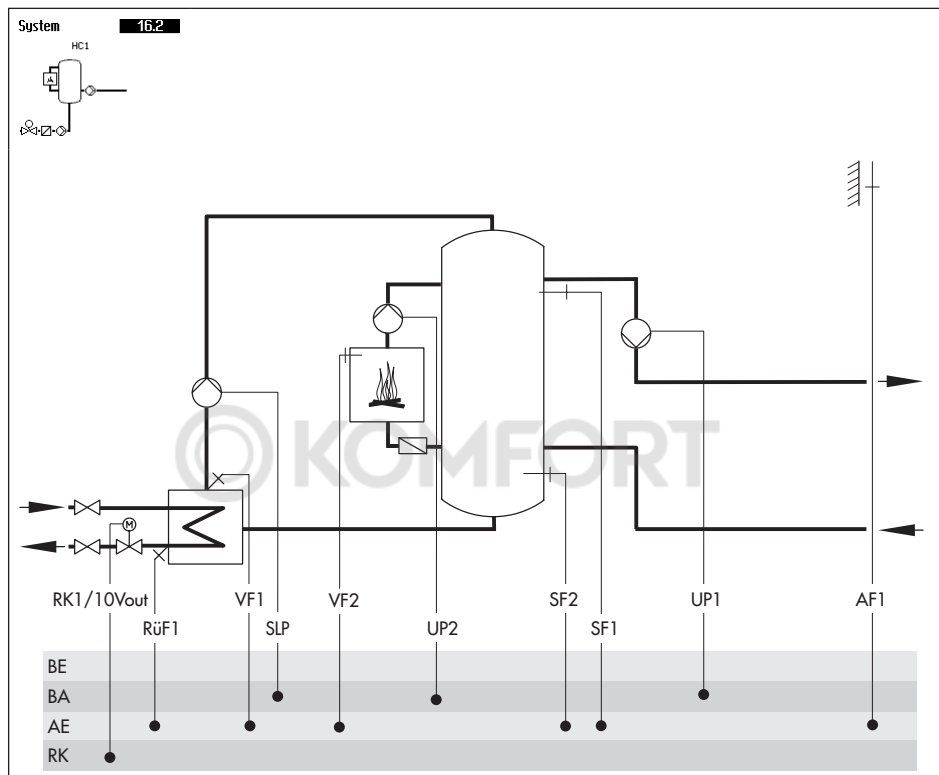 System 16.2
HC1
© KOMFORT
M
RK1/10Vout VF1 VF2 SF2 UP1 AF1
RüF1 SLP UP2 SF1
BE
BA
AE
RK